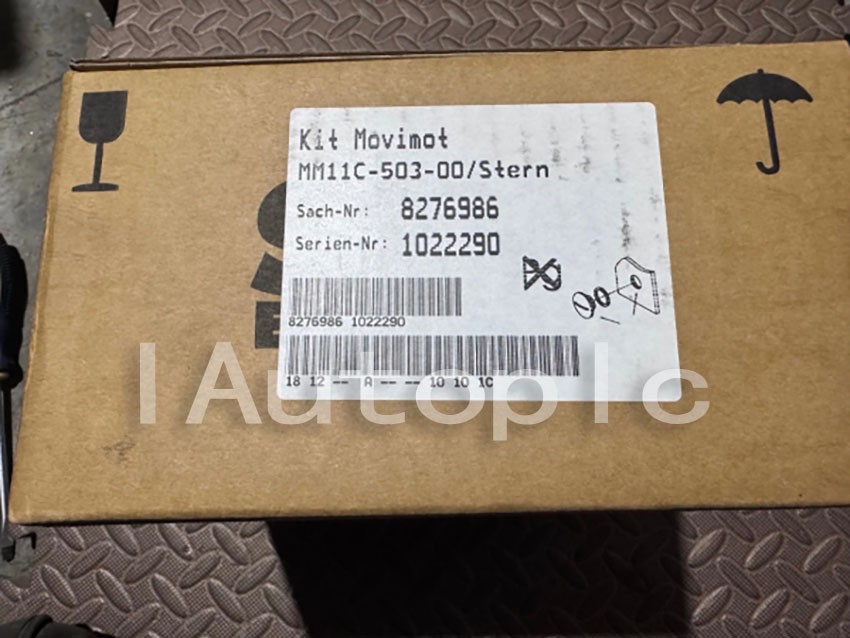 Kit Movimot
MM11C-503-00/Stern
Sach-Nr: 8276986
Serien-Nr: 1022290
8276986 1022290
18 12 -- A -- -- 10 10 1C
IAutoplc